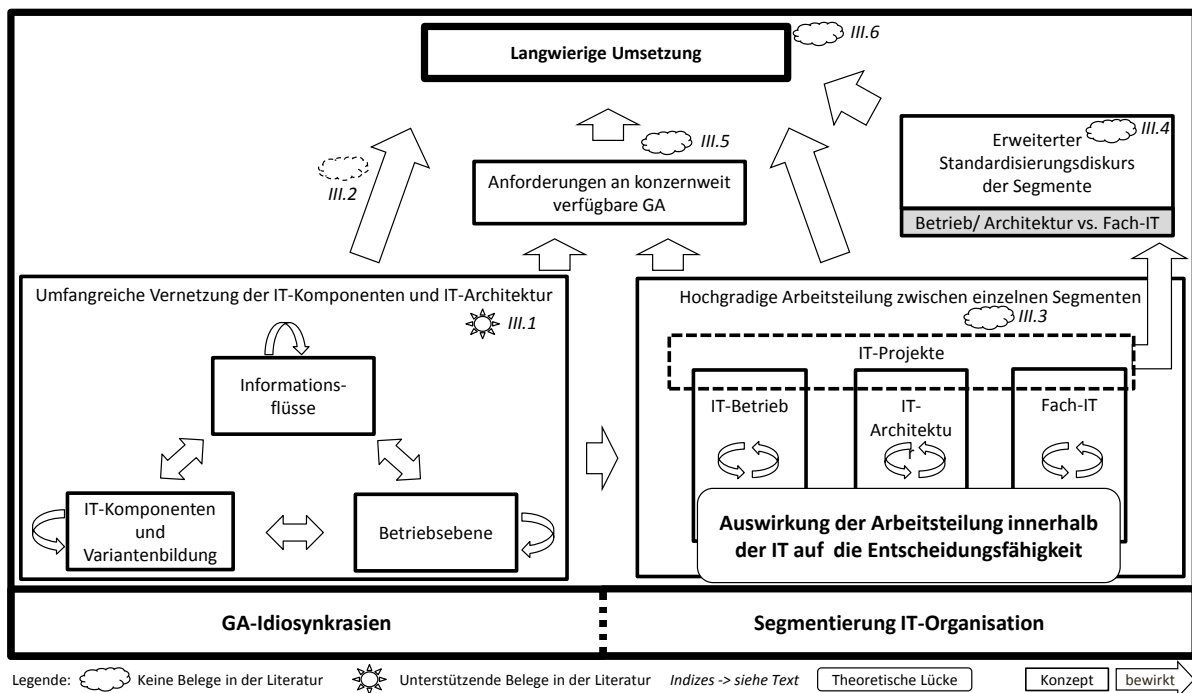 Langwierige Umsetzung
III.6
III.4
Erweiterter
Standardisierungsdiskurs
der Segmente
Betrieb/ Architektur vs. Fach-IT
III.5
III.2
Anforderungen an konzernweit
verfügbare GA
Umfangreiche Vernetzung der IT-Komponenten und IT-Architektur
III.1
Informations-
flüsse
IT-Komponenten
und
Variantenbildung
Betriebsebene
Hochgradige Arbeitsteilung zwischen einzelnen Segmenten
III.3
IT-Projekte
IT-Betrieb
IT-
Architektu
Fach-IT
Auswirkung der Arbeitsteilung innerhalb
der IT auf die Entscheidungsfähigkeit
GA-Idiosynkrasien
Segmentierung IT-Organisation
Legende: Keine Belege in der Literatur Unterstützende Belege in der Literatur Indizes -> siehe Text Theoretische Lücke Konzept bewirkt